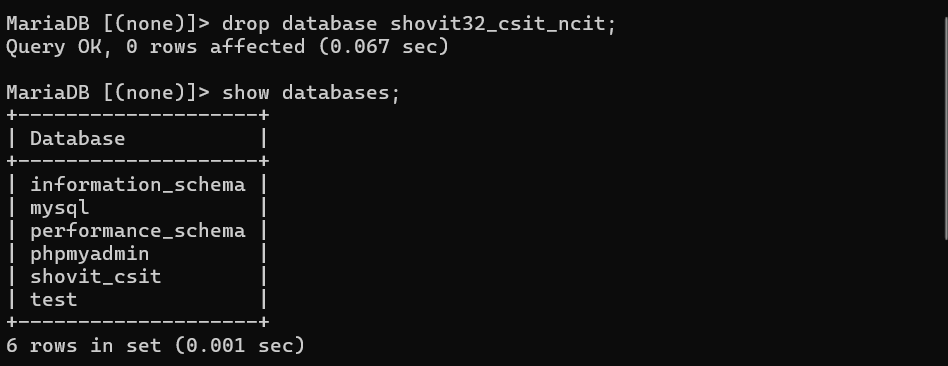 MariaDB [(none)]> drop database shovit32_csit_ncit;
Query OK, 0 rows affected (0.067 sec)
MariaDB [(none)]> show databases;
+--------------------+
| Database           |
+--------------------+
| information_schema |
| mysql              |
| performance_schema |
| phpmyadmin         |
| shovit_csit        |
| test               |
+--------------------+
6 rows in set (0.001 sec)